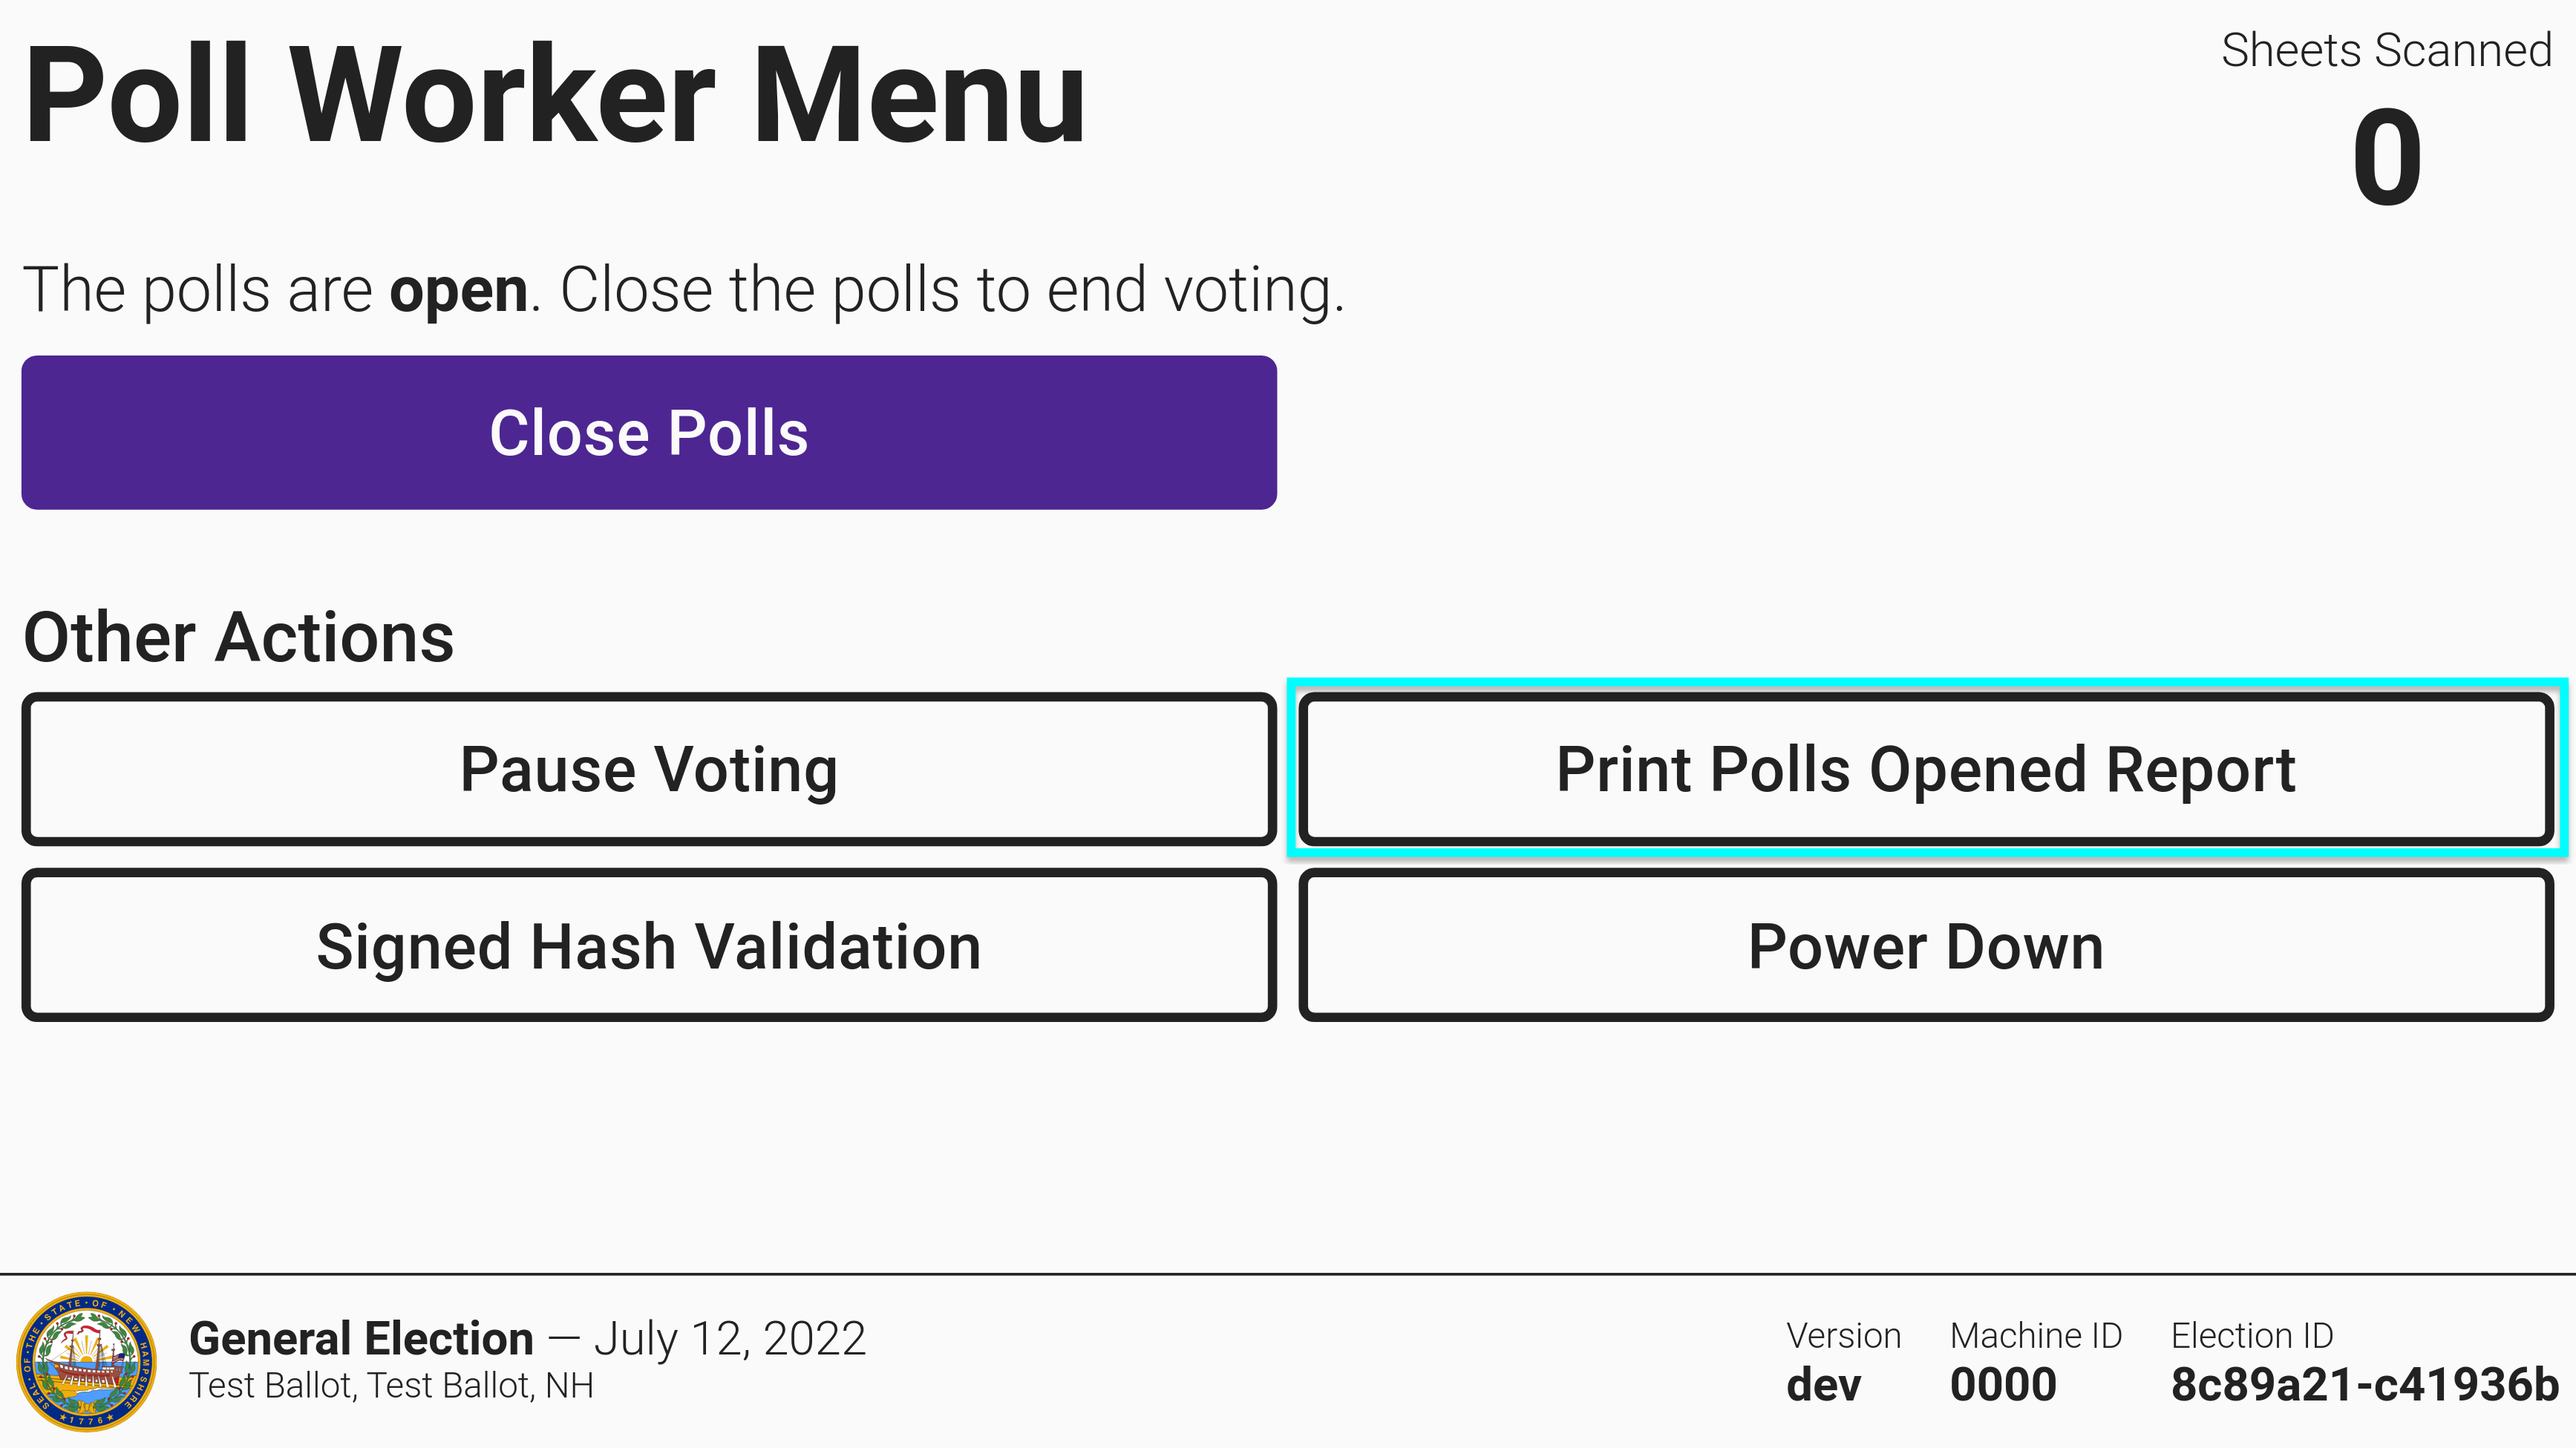 Poll Worker Menu
Sheets Scanned
0
The polls are open. Close the polls to end voting.
Close Polls
Other Actions
Pause Voting
Print Polls Opened Report
Signed Hash Validation
Power Down
SEAL · OF · THE · STATE · OF · NEW HAMPSHIRE
1776
General Election — July 12, 2022
Test Ballot, Test Ballot, NH
Version
dev
Machine ID
0000
Election ID
8c89a21-c41936b